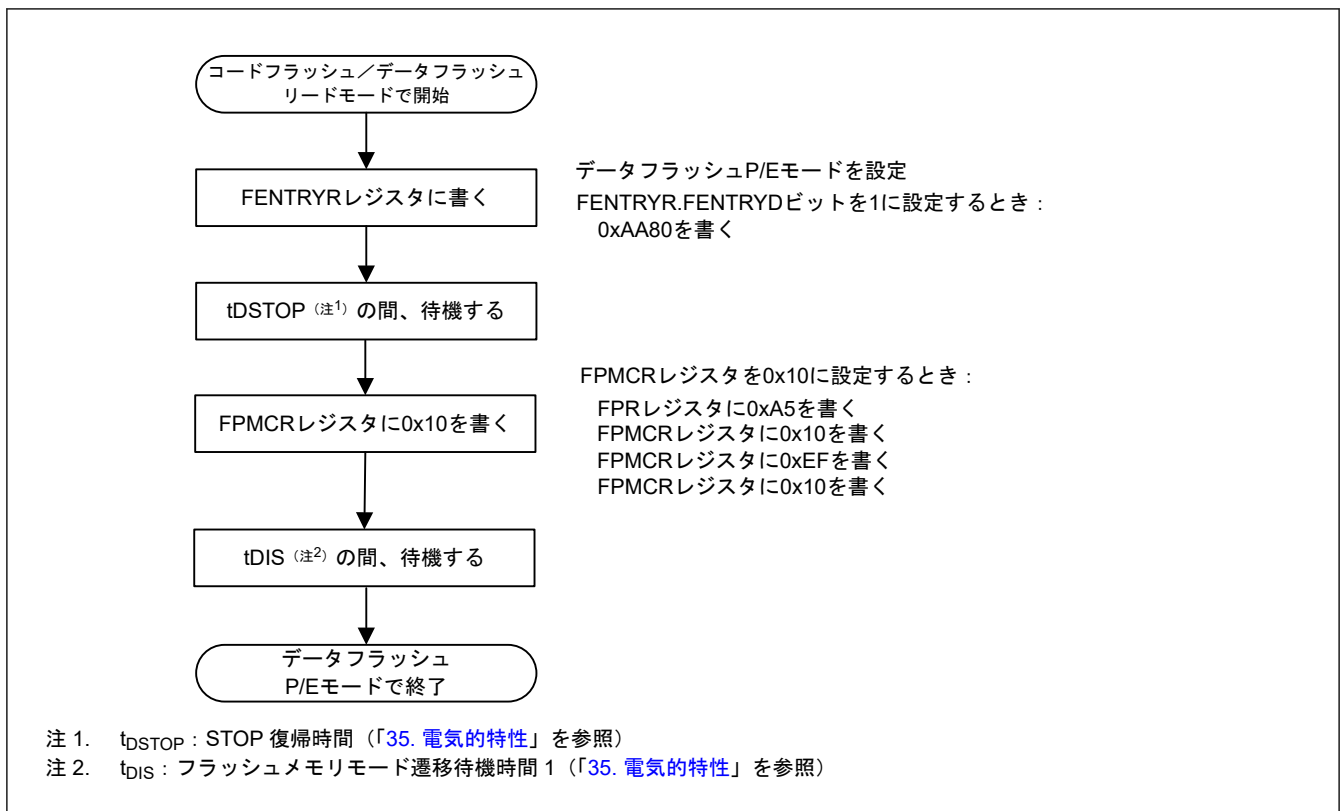 コードフラッシュ／データフラッシュ
リードモードで開始
FENTRYRレジスタに書く
データフラッシュP/Eモードを設定
FENTRYR.FENTRYDビットを1に設定するとき：
0xAA80を書く
tDSTOP（注1）の間、待機する
FPMCRレジスタに0x10を書く
FPMCRレジスタを0x10に設定するとき：
FPRレジスタに0xA5を書く
FPMCRレジスタに0x10を書く
FPMCRレジスタに0xEFを書く
FPMCRレジスタに0x10を書く
tDIS（注2）の間、待機する
データフラッシュ
P/Eモードで終了
注 1. tDSTOP：STOP 復帰時間（「35. 電気的特性」を参照）
注 2. tDIS：フラッシュメモリモード遷移待機時間 1（「35. 電気的特性」を参照）